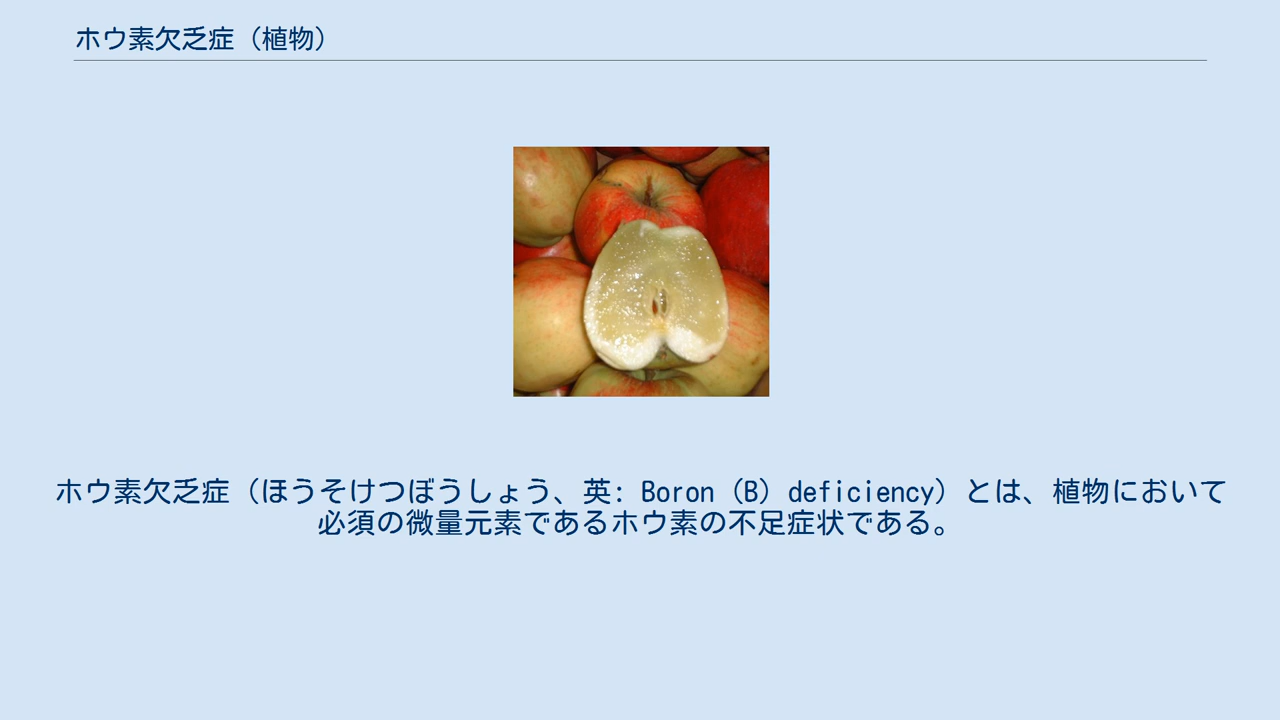 ホウ素欠乏症（植物）
ホウ素欠乏症（ほうそけつぼうしょう、英: Boron（B）deficiency）とは、植物において
必須の微量元素であるホウ素の不足症状である。